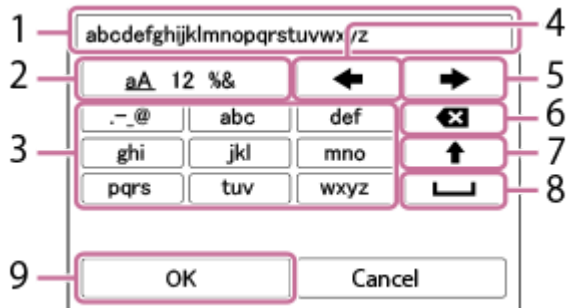 1 abcdefghijklmnopqrstuvwxyz 4
2 aA 12 %& 5
.-_@ abc def 6
3 ghi jkl mno 7
pqrs tuv wxyz 8
9 OK Cancel